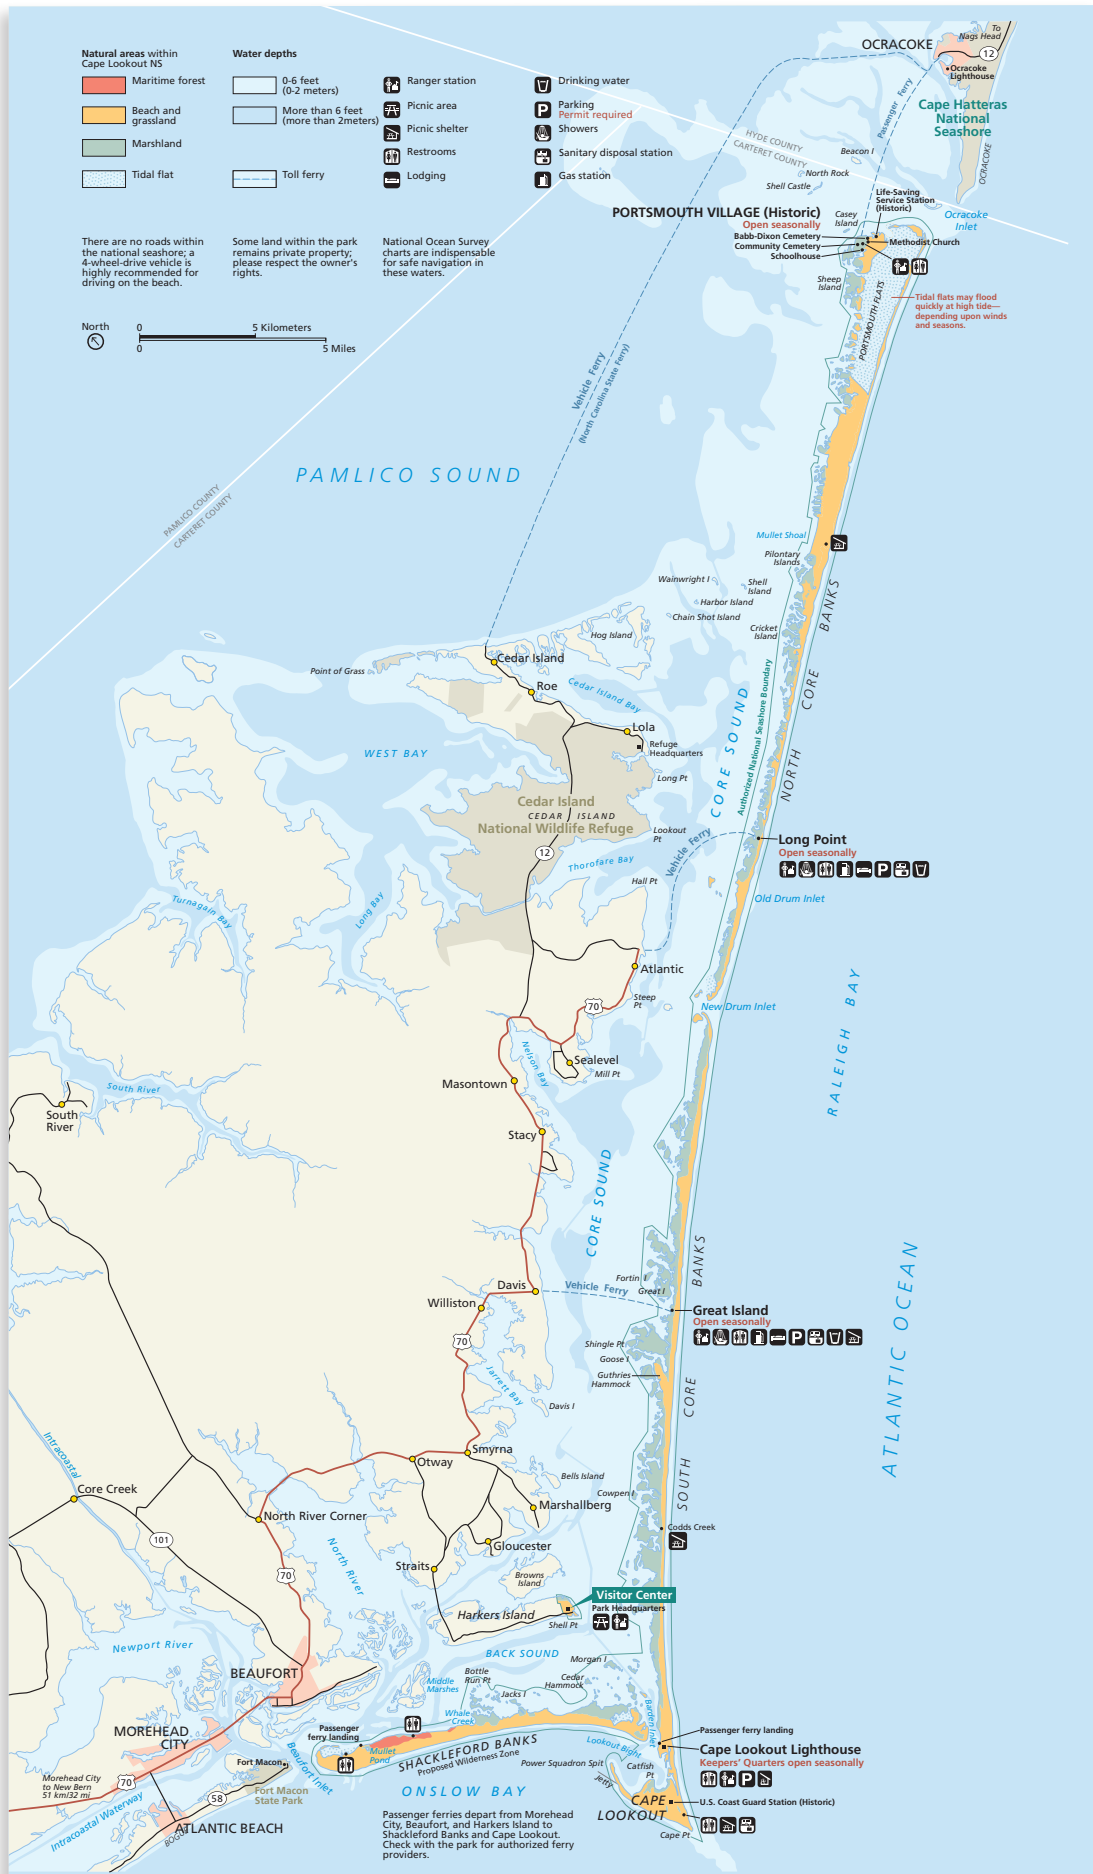 Natural areas within
Cape Lookout NS
Maritime forest
Beach and
grassland
Marshland
Tidal flat
Water depths
0-6 feet
(0-2 meters)
More than 6 feet
(more than 2meters)
Toll ferry
Ranger station
Picnic area
Picnic shelter
Restrooms
Lodging
Drinking water
Parking
Permit required
Showers
Sanitary disposal station
Gas station
There are no roads within
the national seashore; a
4-wheel-drive vehicle is
highly recommended for
driving on the beach.
Some land within the park
remains private property;
please respect the owner's
rights.
National Ocean Survey
charts are indispensable
for safe navigation in
these waters.
North
0
5 Kilometers
0
5 Miles
To
Nags Head
OCRACOKE
12
Ocracoke
Lighthouse
Passenger Ferry
Cape Hatteras
National
Seashore
OCRACOKE
HYDE COUNTY
CARTERET COUNTY
Beacon I
North Rock
Shell Castle
Life-Saving
Service Station
(Historic)
PORTSMOUTH VILLAGE (Historic)
Open seasonally
Casey
Island
Ocracoke
Inlet
Babb-Dixon Cemetery
Community Cemetery
Schoolhouse
Methodist Church
Sheep
Island
PORTSMOUTH FLATS
Tidal flats may flood
quickly at high tide—
depending upon winds
and seasons.
Vehicle Ferry
(North Carolina State Ferry)
PAMLICO SOUND
PAMLICO COUNTY
CARTERET COUNTY
Mullet Shoal
Pilontary
Islands
Wainwright I
Shell
Island
Harbor Island
Chain Shot Island
Cricket
Island
Hog Island
NORTH CORE BANKS
Point of Grass
Cedar Island
Roe
Cedar Island Bay
Lola
Refuge
Headquarters
Authorized National Seashore Boundary
CORE SOUND
WEST BAY
Long Pt
Cedar Island
CEDAR ISLAND
National Wildlife Refuge
12
Lookout
Pt
Vehicle Ferry
Long Point
Open seasonally
P
Thorofare Bay
Hall Pt
Old Drum Inlet
Turnagain Bay
Long Bay
Atlantic
Steep
Pt
70
New Drum Inlet
RALEIGH BAY
Nelson Bay
Sealevel
Mill Pt
Masontown
South River
South
River
Stacy
CORE SOUND
Davis
Vehicle Ferry
Fortin I
Great I
Williston
Great Island
Open seasonally
P
70
Shingle Pt
Goose I
Guthries
Hammock
Jarrett Bay
Davis I
SOUTH CORE BANKS
ATLANTIC OCEAN
Intracoastal
Smyrna
Otway
Bells Island
Cowpen I
Core Creek
Marshallberg
North River Corner
Codds Creek
101
Gloucester
North River
Straits
70
Browns
Island
Visitor Center
Park Headquarters
Harkers Island
Shell Pt
Newport River
BACK SOUND
Morgan I
BEAUFORT
Bottle
Run Pt
Cedar
Hammock
Middle
Marshes
Jacks I
Whale
Creek
Barden Inlet
MOREHEAD
CITY
Passenger
ferry landing
Passenger ferry landing
Mullet
Pond
SHACKLEFORD BANKS
Proposed Wilderness Zone
Lookout Bight
Cape Lookout Lighthouse
Keepers' Quarters open seasonally
P
Fort Macon
Beaufort Inlet
Power Squadron Spit
Catfish
Pt
Jetty
Morehead City
to New Bern
51 km/32 mi
70
Fort Macon
State Park
ONSLOW BAY
CAPE
LOOKOUT
U.S. Coast Guard Station (Historic)
58
Intracoastal Waterway
ATLANTIC BEACH
BOGUE
Passenger ferries depart from Morehead
City, Beaufort, and Harkers Island to
Shackleford Banks and Cape Lookout.
Check with the park for authorized ferry
providers.
Cape Pt